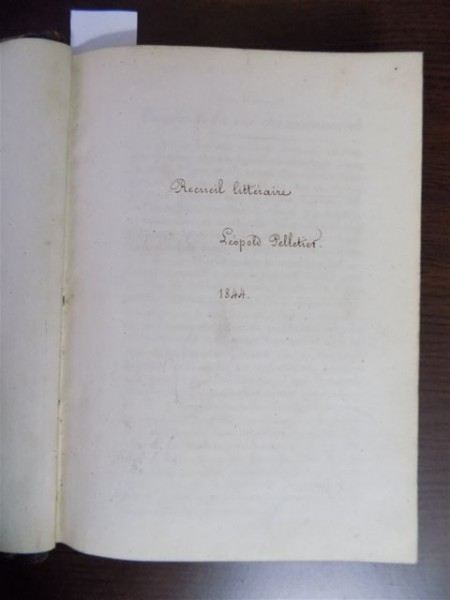 Recueil littéraire
Léopold Pelletier.
1844.